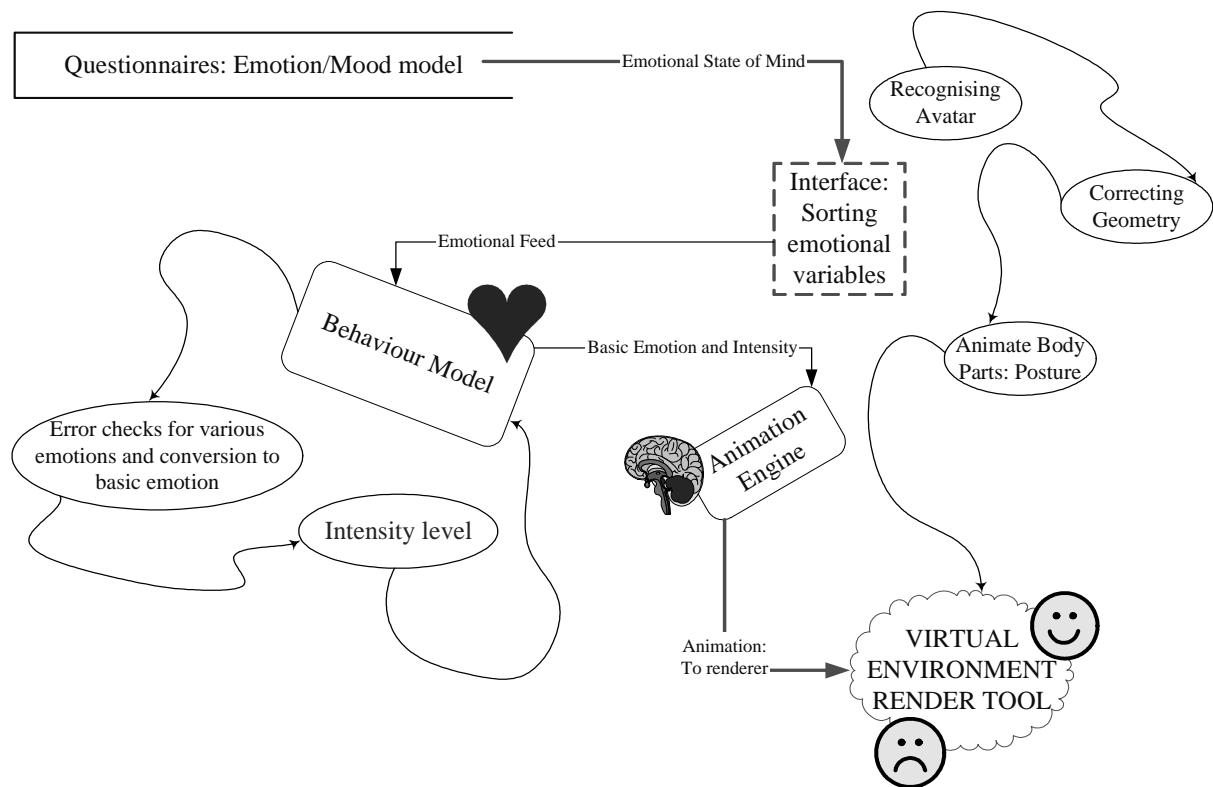 Questionnaires: Emotion/Mood model
Emotional State of Mind
Recognising
Avatar
Interface:
Sorting
emotional
variables
Correcting
Geometry
Emotional Feed
Behaviour Model
Basic Emotion and Intensity
Animate Body
Parts: Posture
Error checks for various
emotions and conversion to
basic emotion
Animation
Engine
Intensity level
Animation:
To renderer
VIRTUAL
ENVIRONMENT
RENDER TOOL